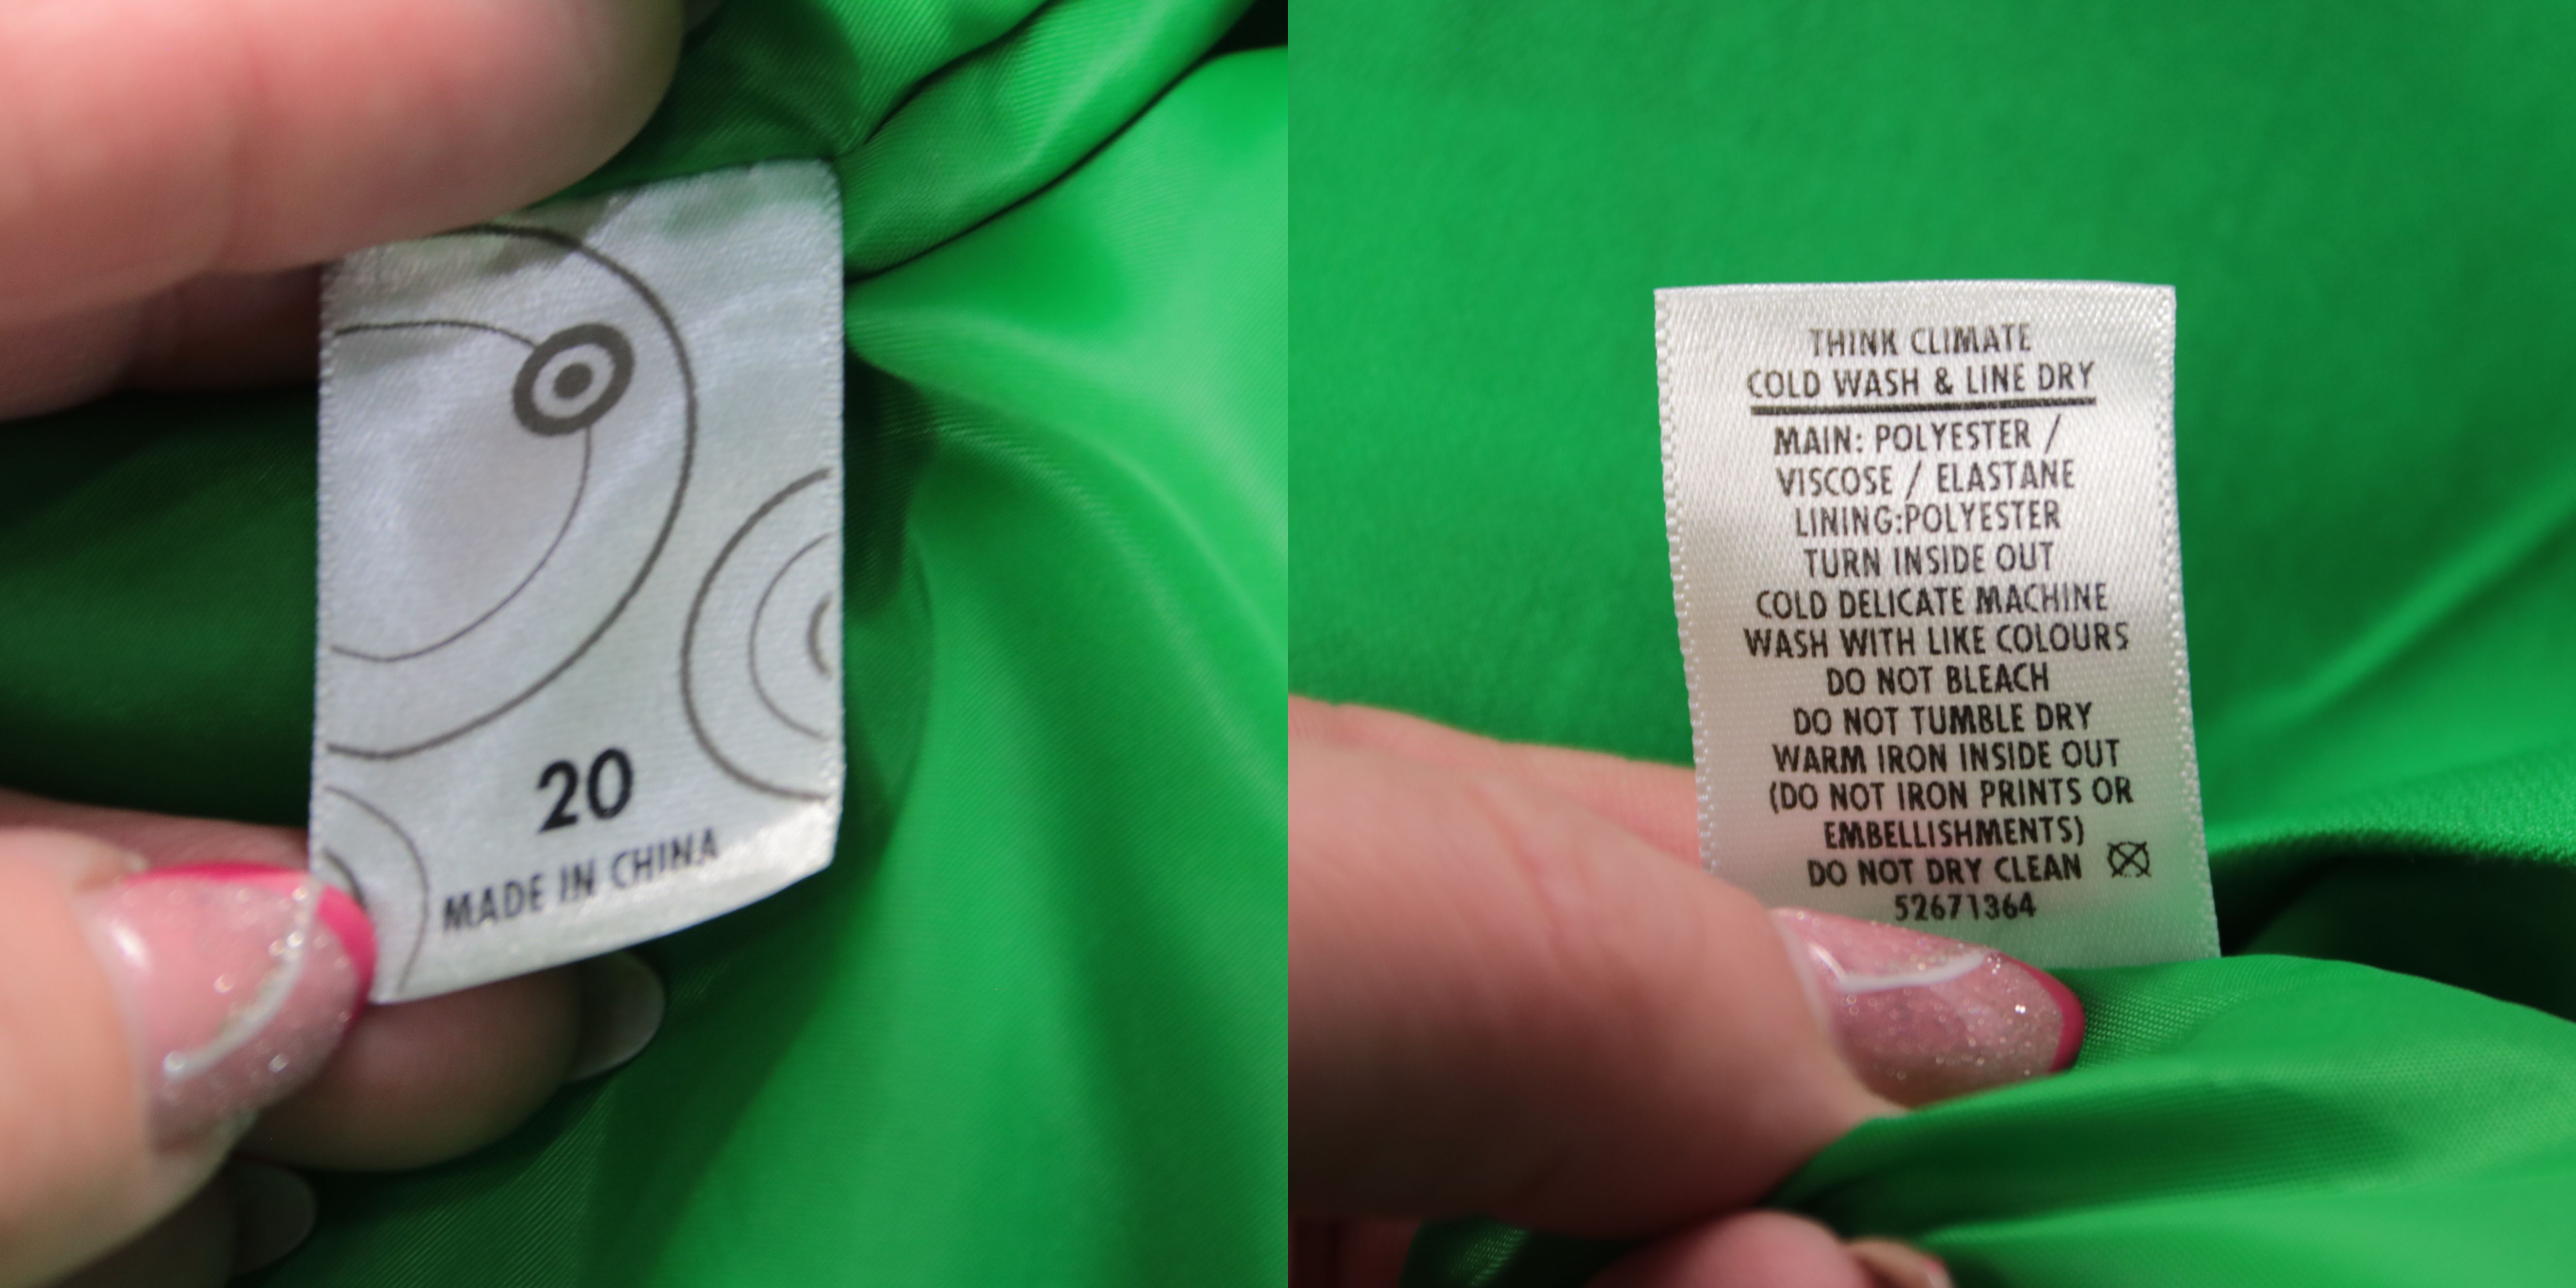 20
MADE IN CHINA
THINK CLIMATE
COLD WASH & LINE DRY
MAIN: POLYESTER /
VISCOSE / ELASTANE
LINING:POLYESTER
TURN INSIDE OUT
COLD DELICATE MACHINE
WASH WITH LIKE COLOURS
DO NOT BLEACH
DO NOT TUMBLE DRY
WARM IRON INSIDE OUT
(DO NOT IRON PRINTS OR
EMBELLISHMENTS)
DO NOT DRY CLEAN
52671364